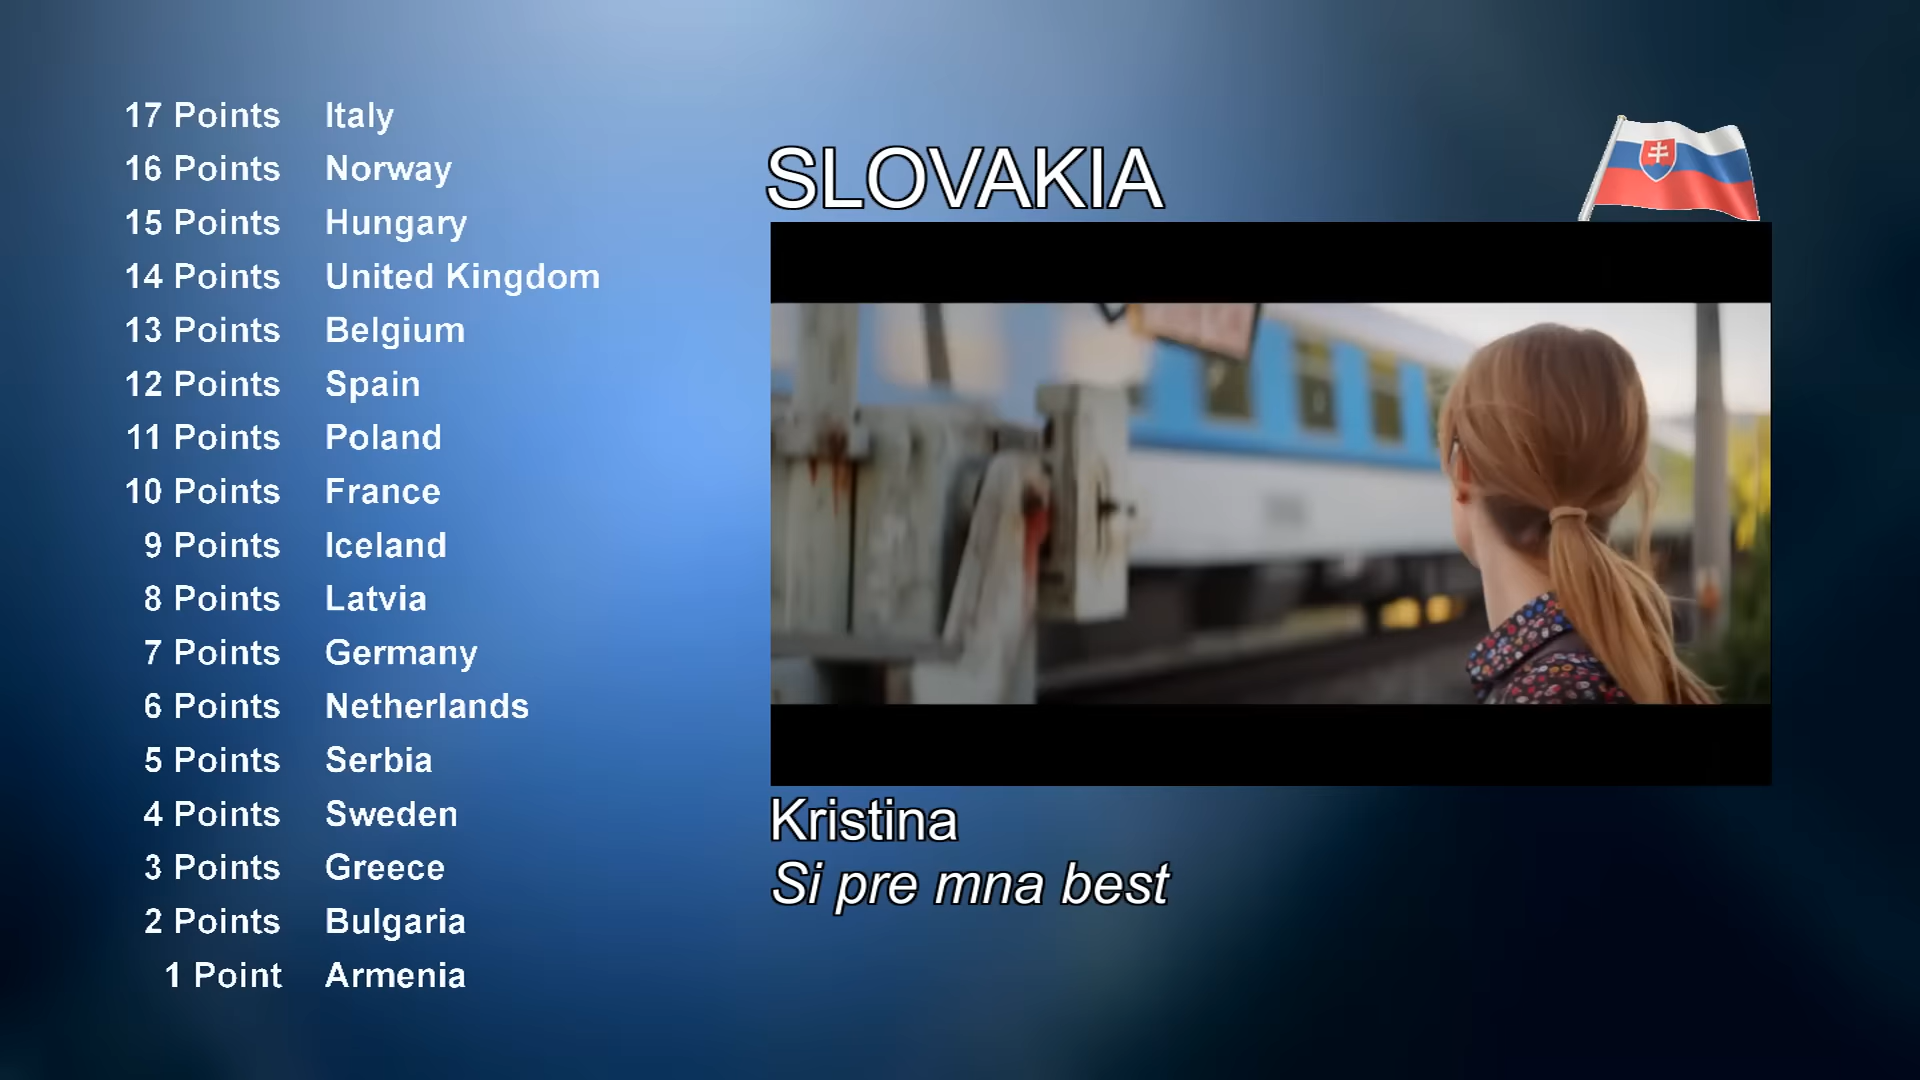 17 Points Italy
16 Points Norway
15 Points Hungary
14 Points United Kingdom
13 Points Belgium
12 Points Spain
11 Points Poland
10 Points France
9 Points Iceland
8 Points Latvia
7 Points Germany
6 Points Netherlands
5 Points Serbia
4 Points Sweden
3 Points Greece
2 Points Bulgaria
1 Point Armenia
SLOVAKIA
Kristina
Si pre mna best